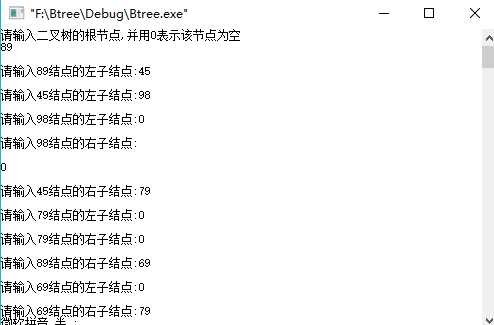 "F:\Btree\Debug\Btree.exe"
请输入二叉树的根节点,并用0表示该节点为空
89
请输入89结点的左子结点:45
请输入45结点的左子结点:98
请输入98结点的左子结点:0
请输入98结点的右子结点:
0
请输入45结点的右子结点:79
请输入79结点的左子结点:0
请输入79结点的右子结点:0
请输入89结点的右子结点:69
请输入69结点的左子结点:0
请输入69结点的右子结点:79
微软拼音 半 :